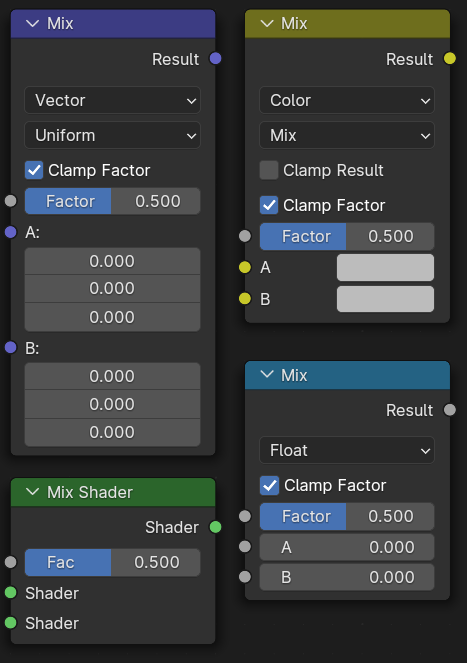 Mix
Result
Vector
Uniform
Clamp Factor
Factor 0.500
A:
0.000
0.000
0.000
B:
0.000
0.000
0.000
Mix Shader
Shader
Fac 0.500
Shader
Shader
Mix
Result
Color
Mix
Clamp Result
Clamp Factor
Factor 0.500
A
B
Mix
Result
Float
Clamp Factor
Factor 0.500
A 0.000
B 0.000